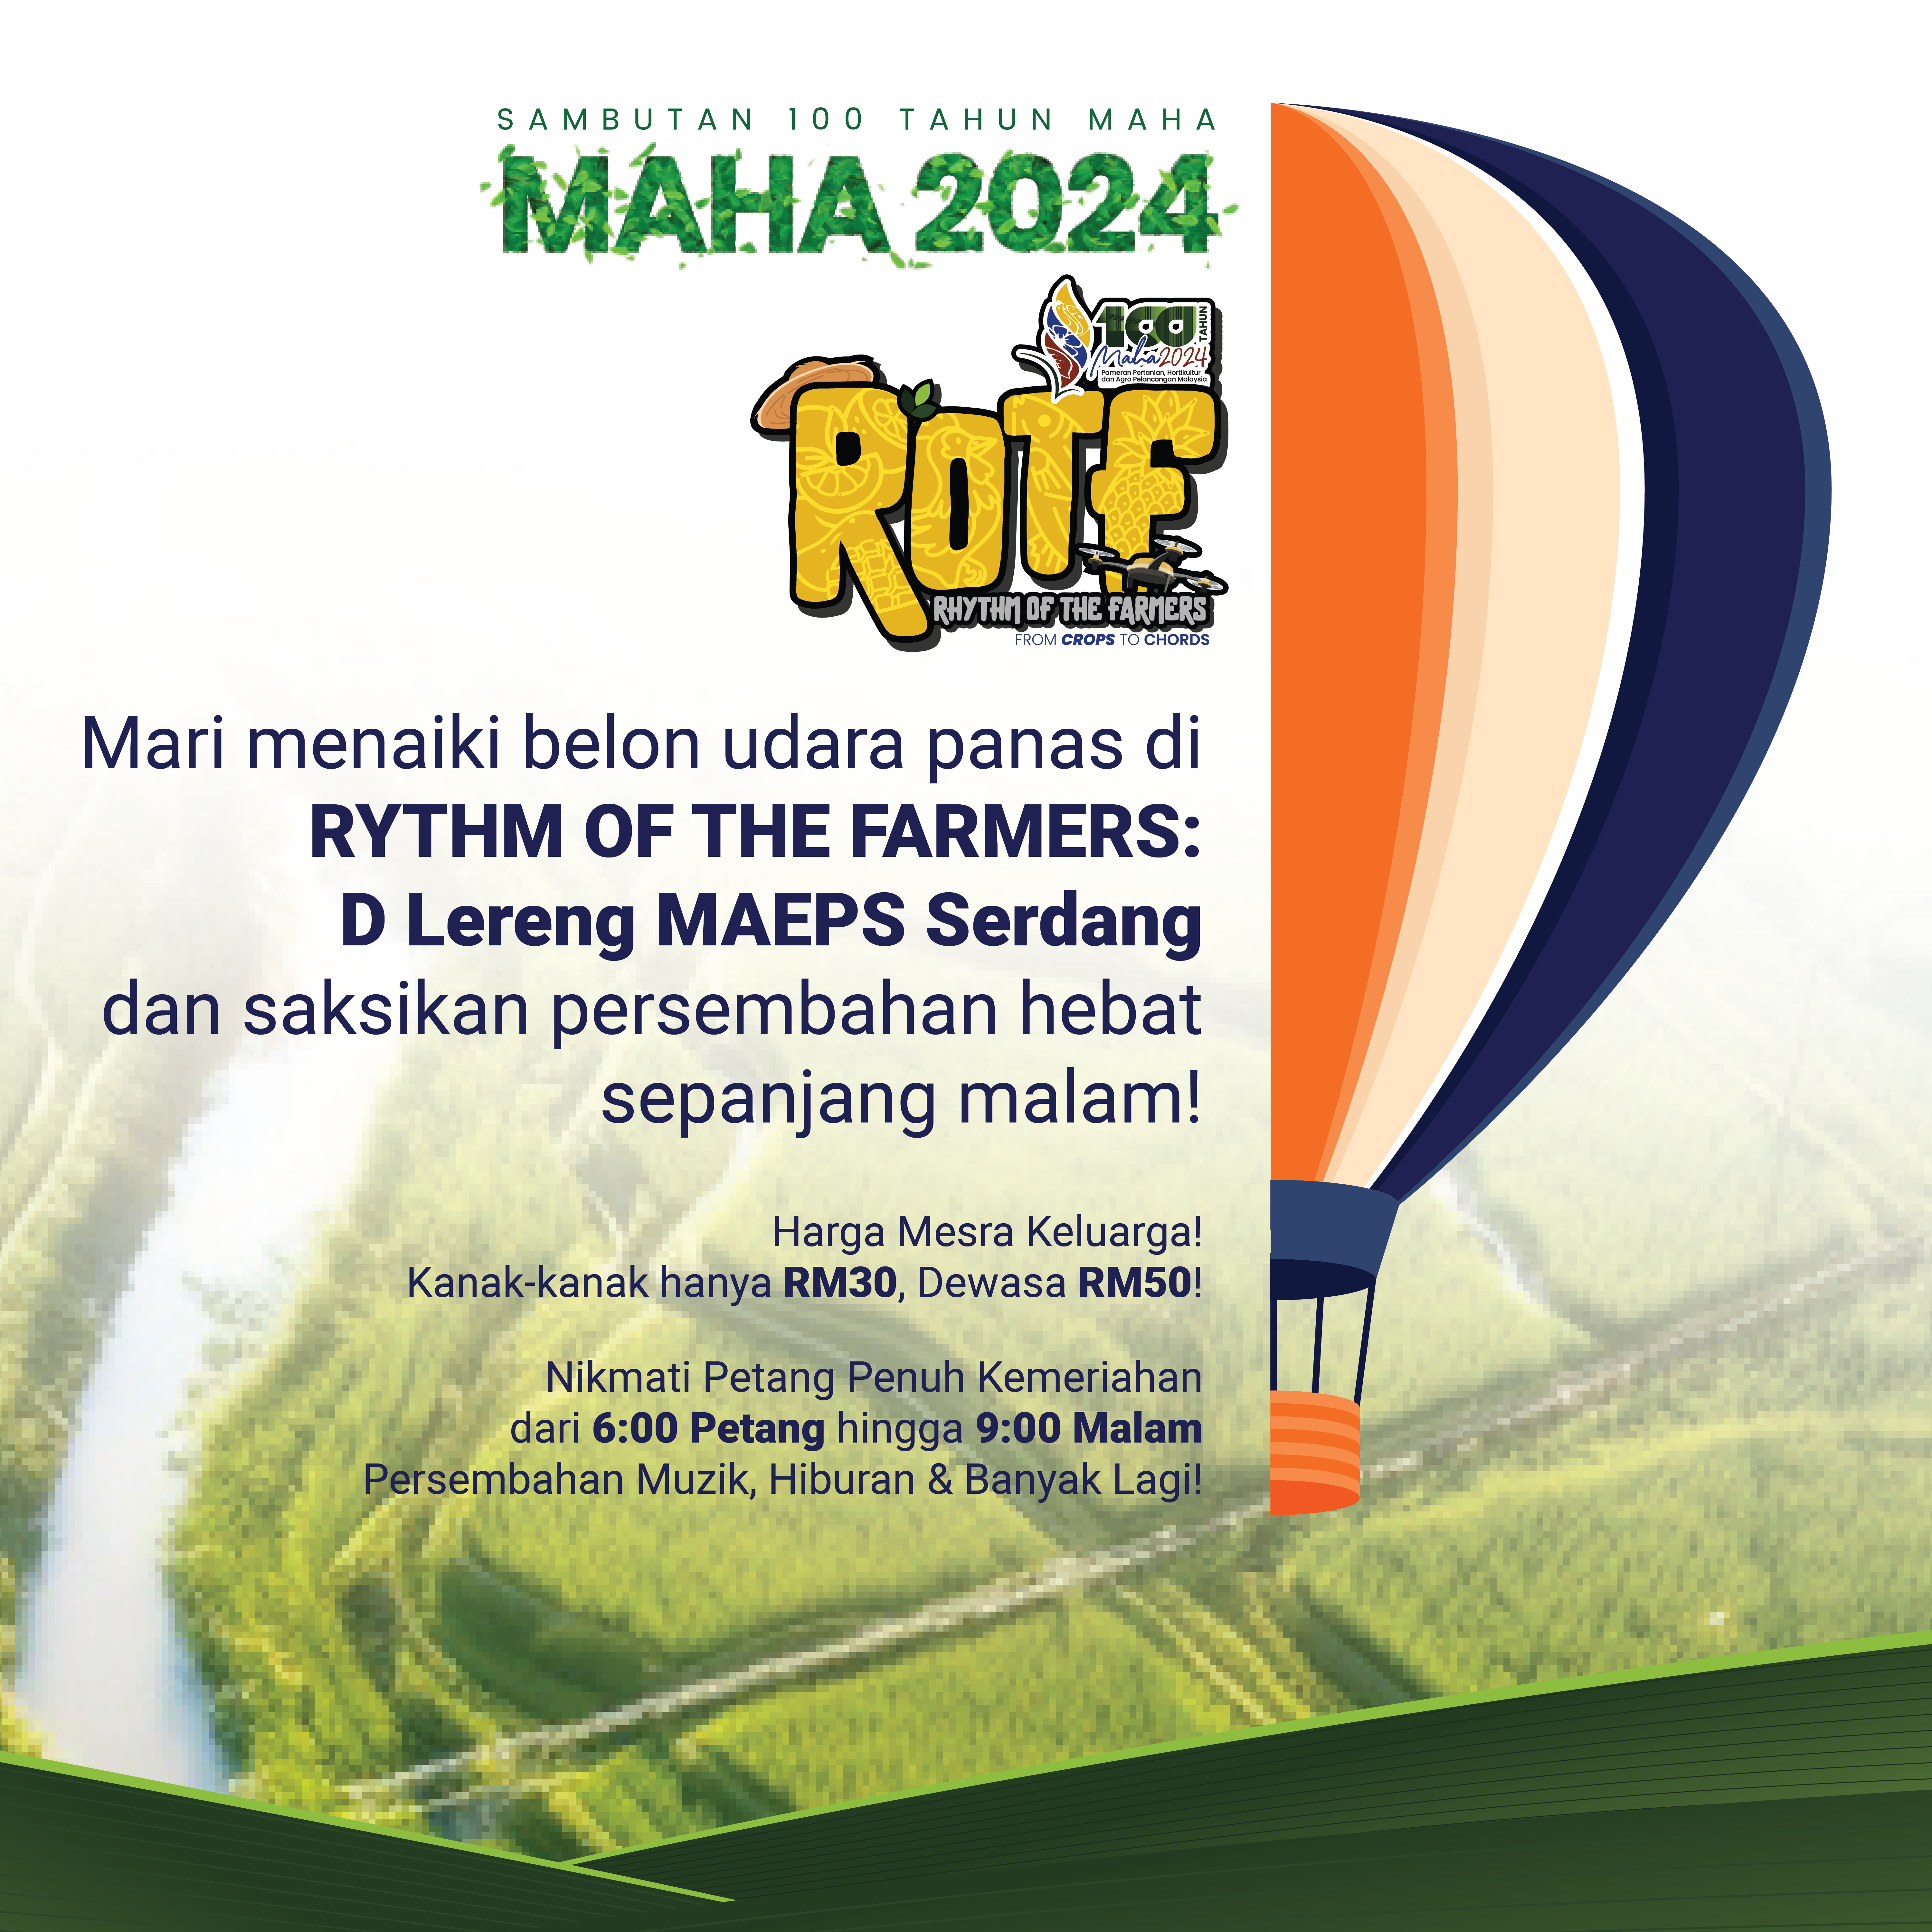 SAMBUTAN 100 TAHUN MAHA
MAHA 2024
100 TAHUN
Maha2024
Pameran Pertanian, Hortikultur
dan Agro Pelancongan Malaysia
ROTF
RHYTHM OF THE FARMERS
FROM CROPS TO CHORDS
Mari menaiki belon udara panas di
RYTHM OF THE FARMERS:
D Lereng MAEPS Serdang
dan saksikan persembahan hebat
sepanjang malam!
Harga Mesra Keluarga!
Kanak-kanak hanya RM30, Dewasa RM50!
Nikmati Petang Penuh Kemeriahan
dari 6:00 Petang hingga 9:00 Malam
Persembahan Muzik, Hiburan & Banyak Lagi!